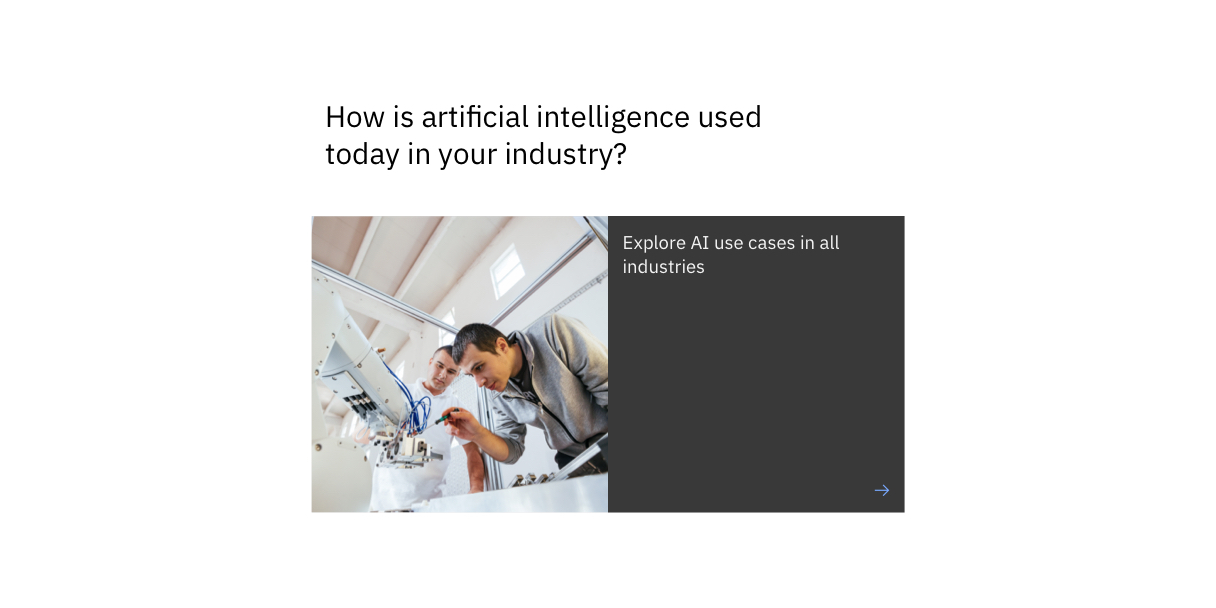 How is artificial intelligence used
today in your industry?
Explore AI use cases in all
industries